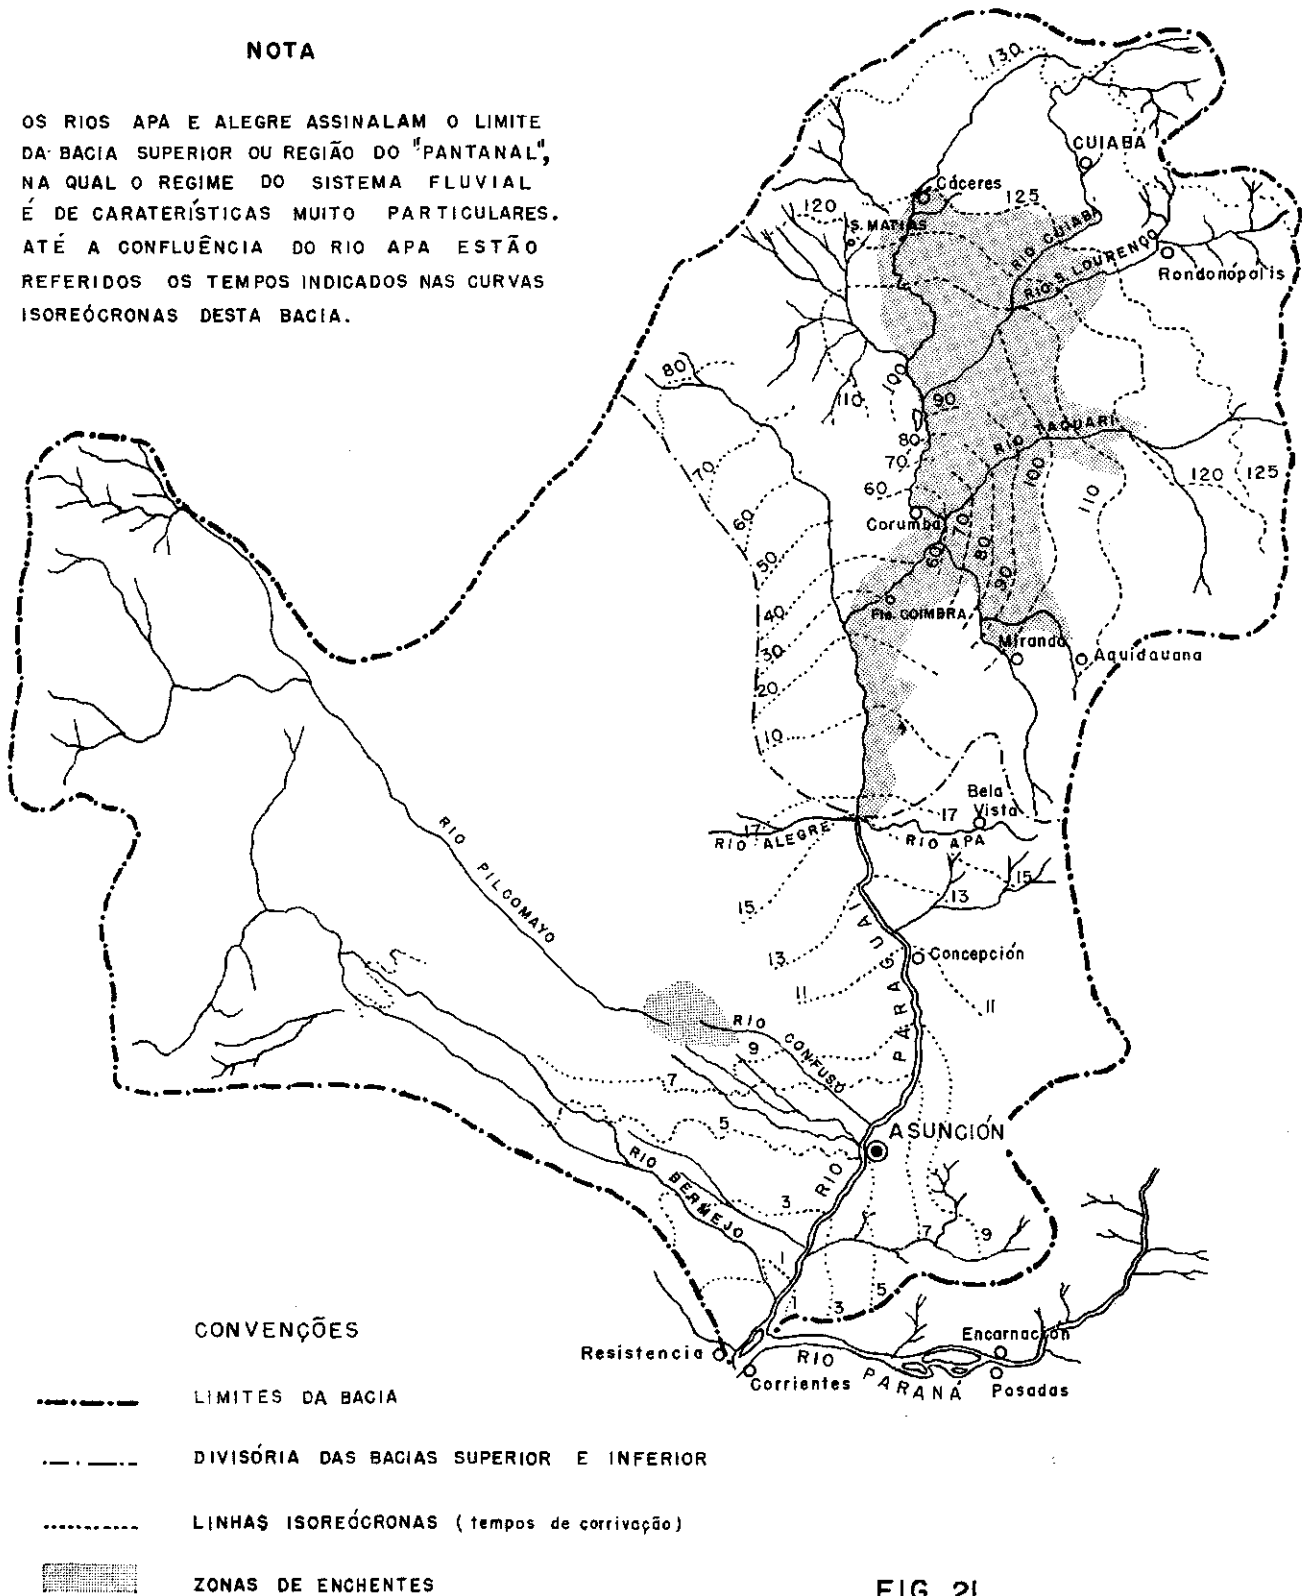 NOTA
OS RIOS APA E ALEGRE ASSINALAM O LIMITE
DA BACIA SUPERIOR OU REGIÃO DO "PANTANAL",
NA QUAL O REGIME DO SISTEMA FLUVIAL
É DE CARATERÍSTICAS MUITO PARTICULARES.
ATÉ A CONFLUÊNCIA DO RIO APA ESTÃO
REFERIDOS OS TEMPOS INDICADOS NAS CURVAS
ISOREÓCRONAS DESTA BACIA.
130
CUIABÁ
Cáceres
120
125
S. MATIAS
RIO CUIABÁ
RIO S. LOURENÇO
Rondonópolis
80
100
110
90
80
70
60
RIO TAQUARI
70
60
50
40
30
20
10
Corumbá
60
70
80
90
100
110
120
125
Fte. COIMBRA
Miranda
Aquidauana
Bela
Vista
17
17
RIO ALEGRE
RIO APA
15
15
13
13
11
11
Concepción
RIO PARAGUAI
RIO PILCOMAYO
RIO CONFUSO
9
7
5
3
1
ASUNCIÓN
RIO BERMEJO
7
9
1
3
5
Resistencia
Corrientes
RIO PARANÁ
Encarnación
Posadas
CONVENÇÕES
LIMITES DA BACIA
DIVISÓRIA DAS BACIAS SUPERIOR E INFERIOR
LINHAS ISOREÓCRONAS (tempos de corrivação)
ZONAS DE ENCHENTES
FIG. 21